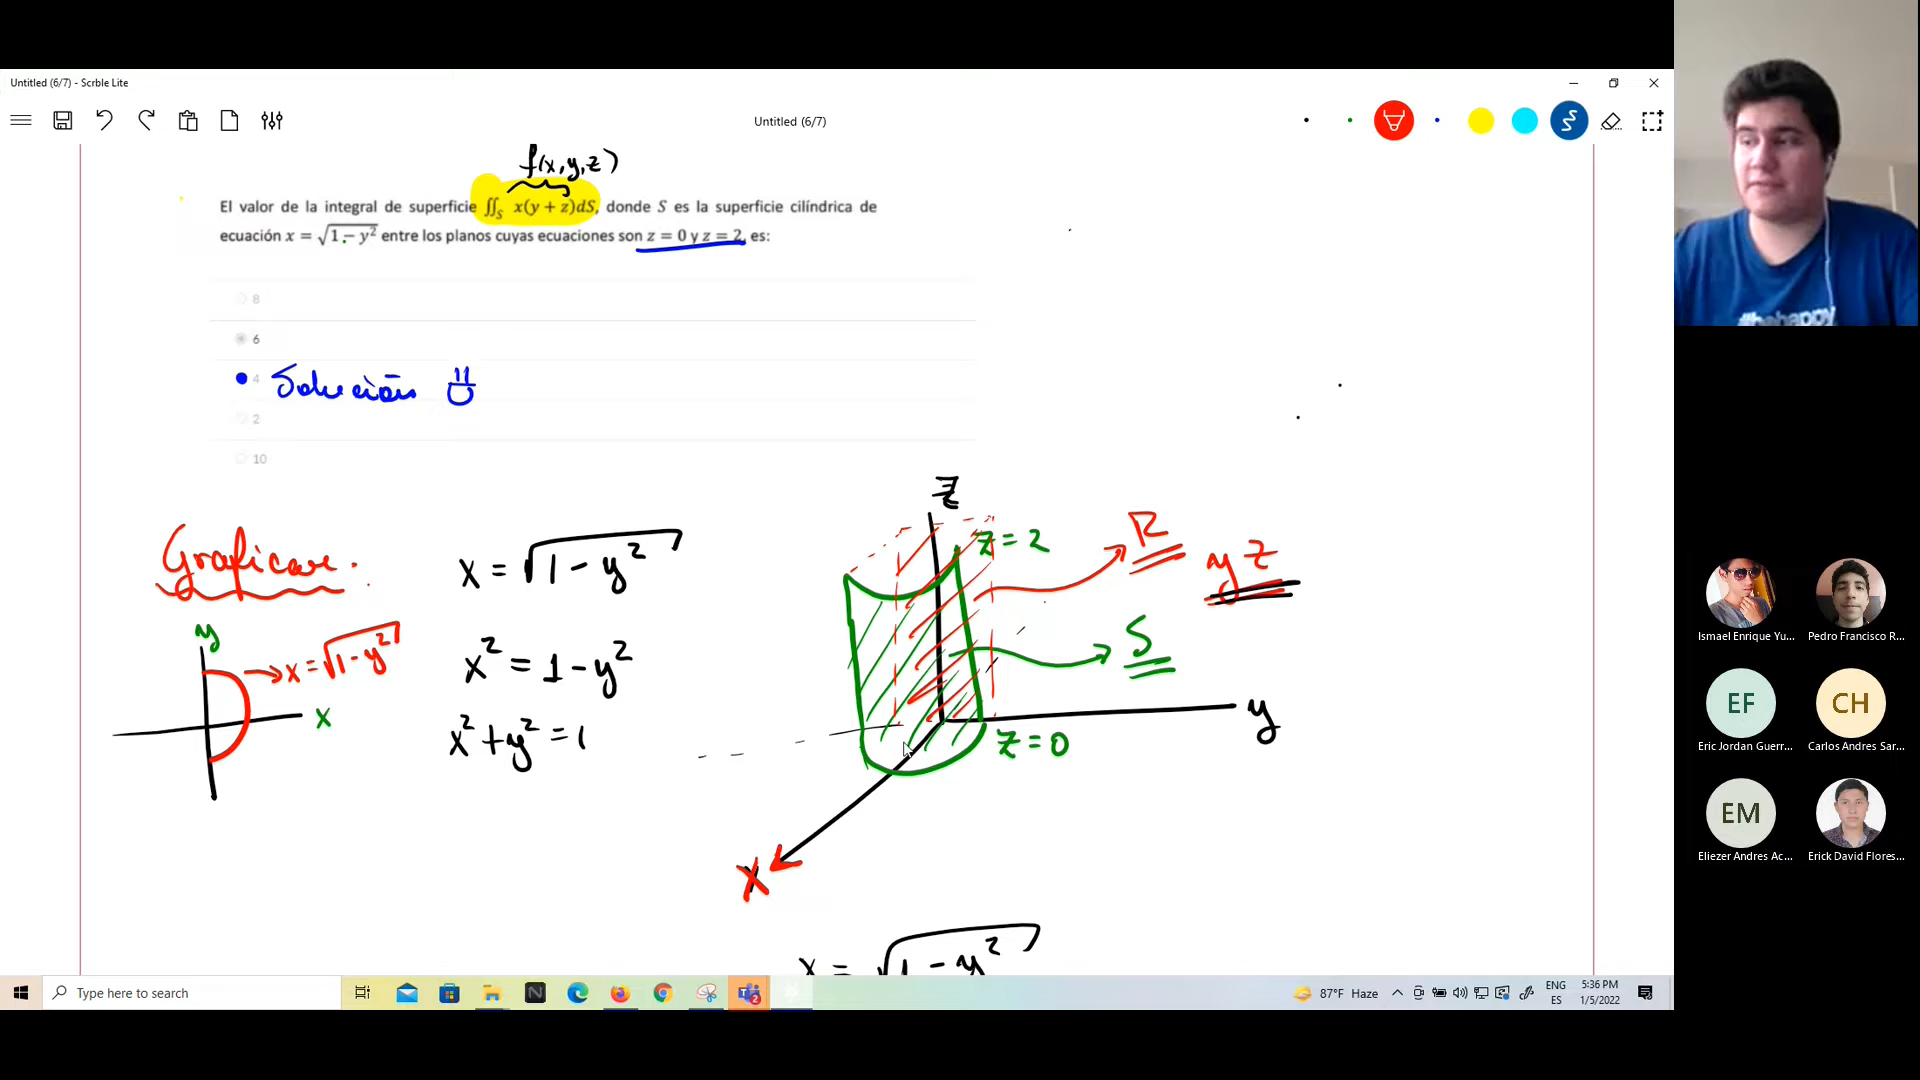 Untitled (6/7) - Scrble Lite
Untitled (6/7)
f(x,y,z)
El valor de la integral de superficie ∬_S x(y + z)dS, donde S es la superficie cilíndrica de
ecuación x = √(1 − y²) entre los planos cuyas ecuaciones son z = 0 y z = 2, es:
8
6
4 Solución
2
10
Graficar.
x = √(1 − y²)
x² = 1 − y²
x² + y² = 1
y
x = √(1 − y²)
x
z
z = 2
R
yz
S
y
z = 0
x
x = √(1 − y²)
#behappy
Ismael Enrique Yu...
Pedro Francisco R...
EF
CH
Eric Jordan Guerr...
Carlos Andres Sar...
EM
Eliezer Andres Ac...
Erick David Flores...
Type here to search
N
2
87°F Haze
ENG
ES
5:36 PM
1/5/2022